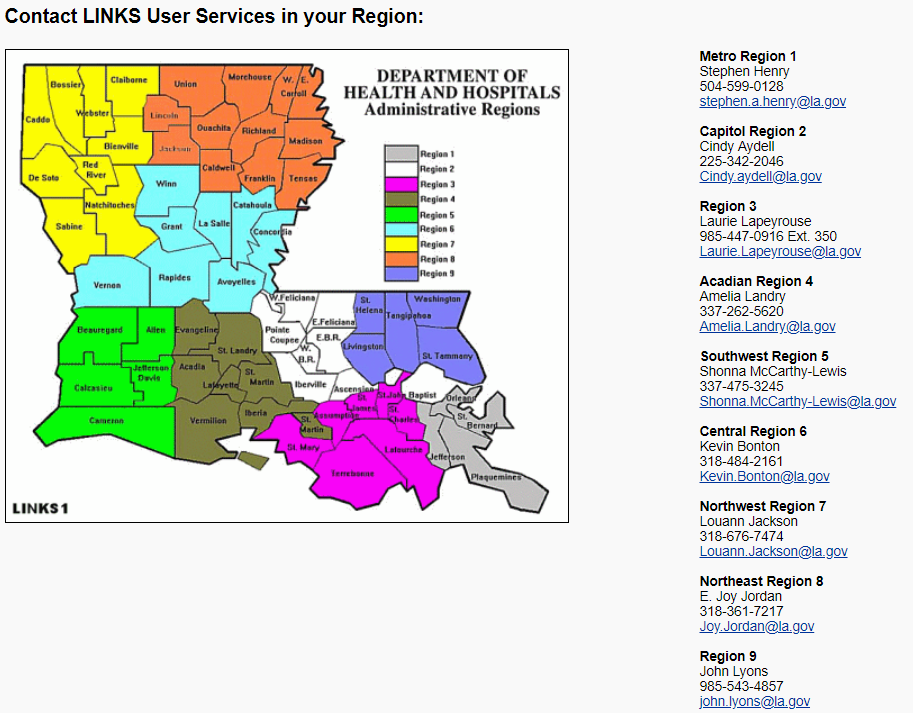 Contact LINKS User Services in your Region:
DEPARTMENT OF
HEALTH AND HOSPITALS
Administrative Regions
Region 1
Region 2
Region 3
Region 4
Region 5
Region 6
Region 7
Region 8
Region 9
Caddo
Bossier
Webster
Claiborne
Bienville
Union
Lincoln
Jackson
Morehouse
W.
Carroll
E.
Ouachita
Richland
Madison
Caldwell
Franklin
Tensas
De Soto
Red
River
Natchitoches
Sabine
Winn
Grant
La Salle
Catahoula
Concordia
Vernon
Rapides
Avoyelles
Beauregard
Allen
Jefferson
Davis
Calcasieu
Cameron
Evangeline
St. Landry
Acadia
Lafayette
St.
Martin
Iberia
Vermilion
St.
Martin
W.Feliciana
E.Feliciana
Pointe
Coupee
W.
B.R.
E.B.R.
Iberville
Ascension
St.
Helena
Tangipahoa
Washington
Livingston
St. Tammany
Assumption
St.
James
St.John Baptist
St.
Charles
St. Mary
Terrebonne
Lafourche
Orleans
St.
Bernard
Jefferson
Plaquemines
LINKS1
Metro Region 1
Stephen Henry
504-599-0128
stephen.a.henry@la.gov
Capitol Region 2
Cindy Aydell
225-342-2046
Cindy.aydell@la.gov
Region 3
Laurie Lapeyrouse
985-447-0916 Ext. 350
Laurie.Lapeyrouse@la.gov
Acadian Region 4
Amelia Landry
337-262-5620
Amelia.Landry@la.gov
Southwest Region 5
Shonna McCarthy-Lewis
337-475-3245
Shonna.McCarthy-Lewis@la.gov
Central Region 6
Kevin Bonton
318-484-2161
Kevin.Bonton@la.gov
Northwest Region 7
Louann Jackson
318-676-7474
Louann.Jackson@la.gov
Northeast Region 8
E. Joy Jordan
318-361-7217
Joy.Jordan@la.gov
Region 9
John Lyons
985-543-4857
john.lyons@la.gov